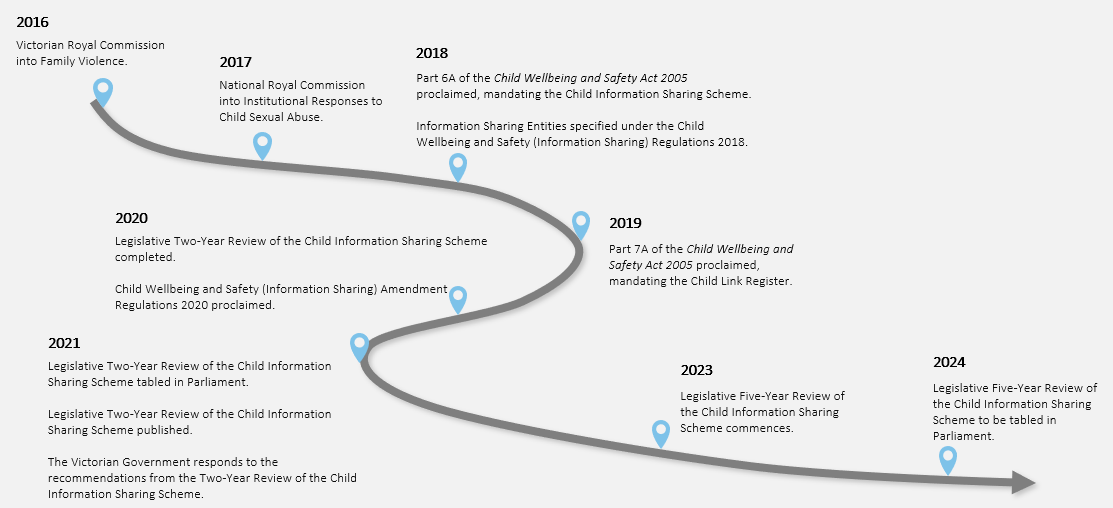 2016
Victorian Royal Commission
into Family Violence.
2017
National Royal Commission
into Institutional Responses to
Child Sexual Abuse.
2018
Part 6A of the Child Wellbeing and Safety Act 2005
proclaimed, mandating the Child Information Sharing Scheme.
Information Sharing Entities specified under the Child
Wellbeing and Safety (Information Sharing) Regulations 2018.
2019
Part 7A of the Child Wellbeing and
Safety Act 2005 proclaimed,
mandating the Child Link Register.
2020
Legislative Two-Year Review of the Child Information Sharing Scheme
completed.
Child Wellbeing and Safety (Information Sharing) Amendment
Regulations 2020 proclaimed.
2021
Legislative Two-Year Review of the Child Information
Sharing Scheme tabled in Parliament.
Legislative Two-Year Review of the Child Information
Sharing Scheme published.
The Victorian Government responds to the
recommendations from the Two-Year Review of the Child
Information Sharing Scheme.
2023
Legislative Five-Year Review of
the Child Information Sharing
Scheme commences.
2024
Legislative Five-Year Review of
the Child Information Sharing
Scheme to be tabled in
Parliament.